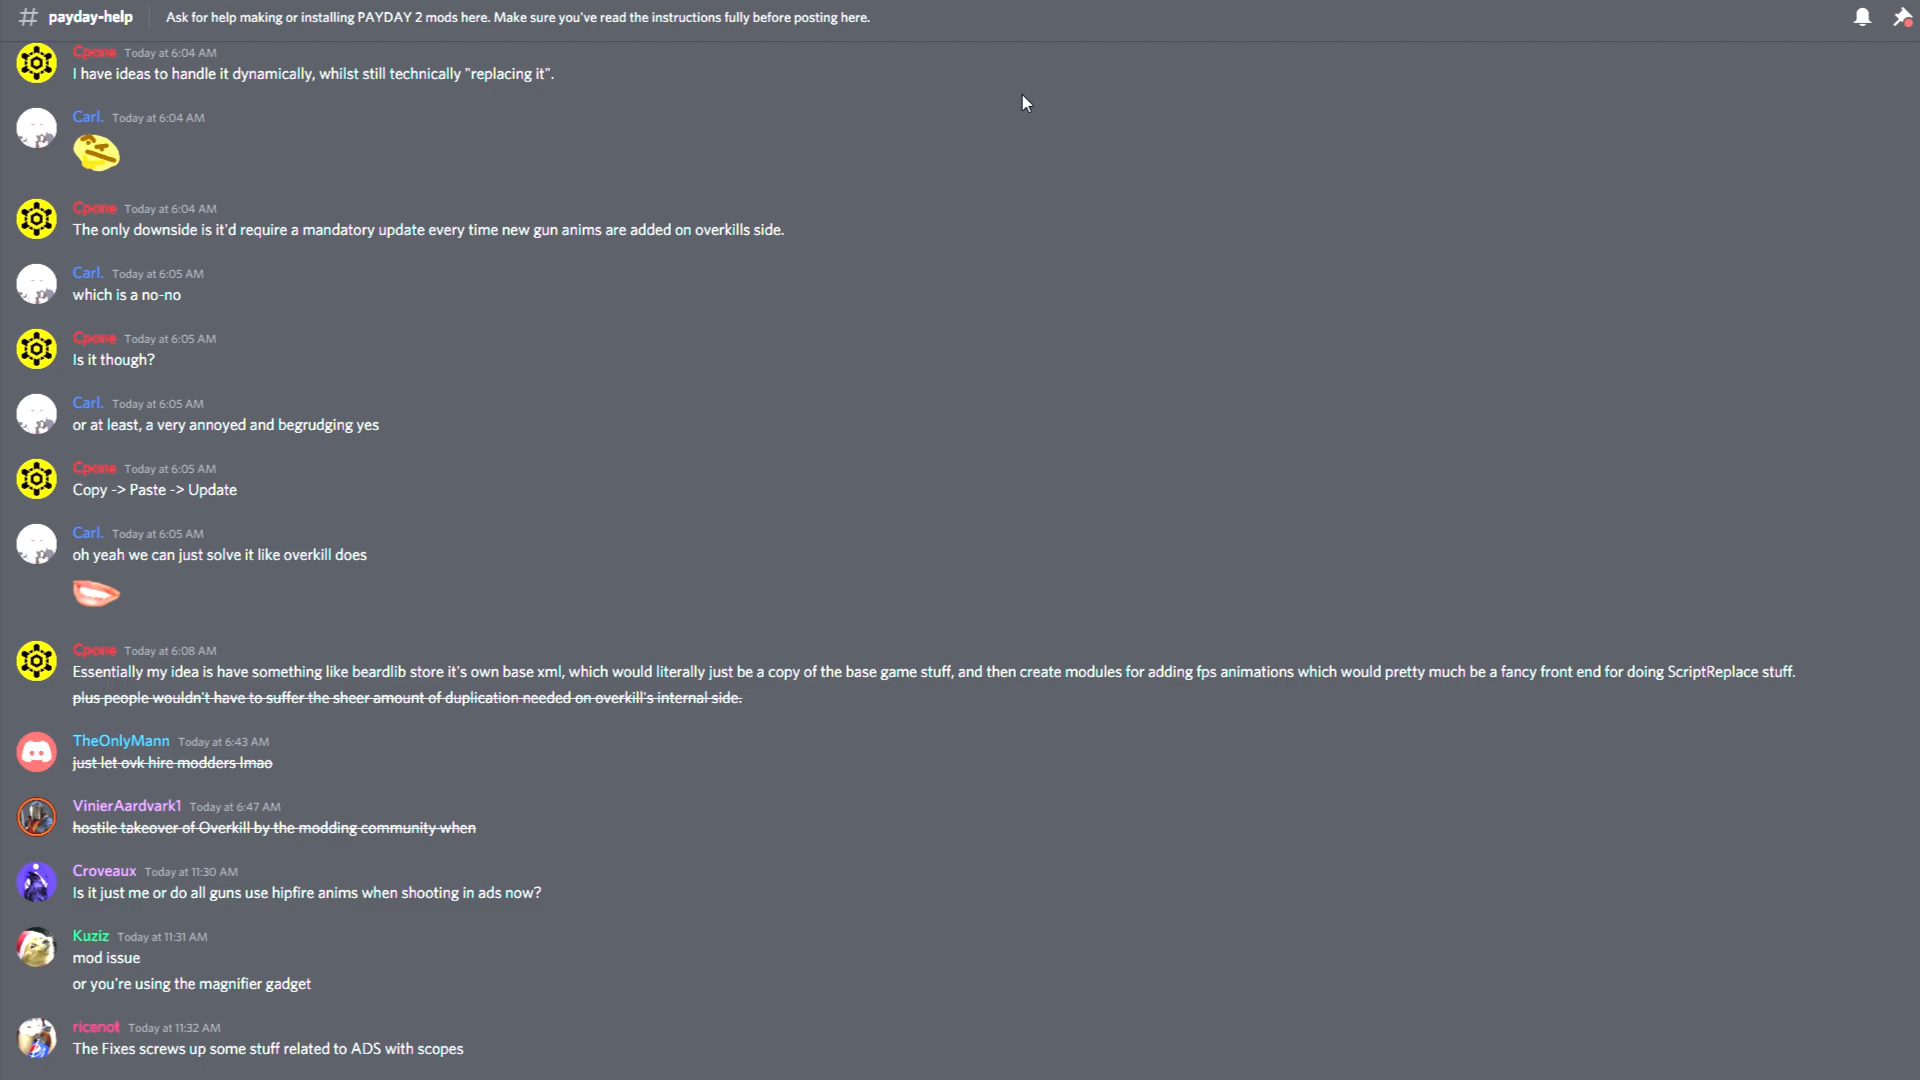 # payday-help Ask for help making or installing PAYDAY 2 mods here. Make sure you've read the instructions fully before posting here.
Cpone Today at 6:04 AM
I have ideas to handle it dynamically, whilst still technically "replacing it".
Carl. Today at 6:04 AM
Cpone Today at 6:04 AM
The only downside is it'd require a mandatory update every time new gun anims are added on overkills side.
Carl. Today at 6:05 AM
which is a no-no
Cpone Today at 6:05 AM
Is it though?
Carl. Today at 6:05 AM
or at least, a very annoyed and begrudging yes
Cpone Today at 6:05 AM
Copy -> Paste -> Update
Carl. Today at 6:05 AM
oh yeah we can just solve it like overkill does
Cpone Today at 6:08 AM
Essentially my idea is have something like beardlib store it's own base xml, which would literally just be a copy of the base game stuff, and then create modules for adding fps animations which would pretty much be a fancy front end for doing ScriptReplace stuff.
plus people wouldn't have to suffer the sheer amount of duplication needed on overkill's internal side.
TheOnlyMann Today at 6:43 AM
just let ovk hire modders lmao
VinierAardvark1 Today at 6:47 AM
hostile takeover of Overkill by the modding community when
Croveaux Today at 11:30 AM
Is it just me or do all guns use hipfire anims when shooting in ads now?
Kuziz Today at 11:31 AM
mod issue
or you're using the magnifier gadget
ricenot Today at 11:32 AM
The Fixes screws up some stuff related to ADS with scopes